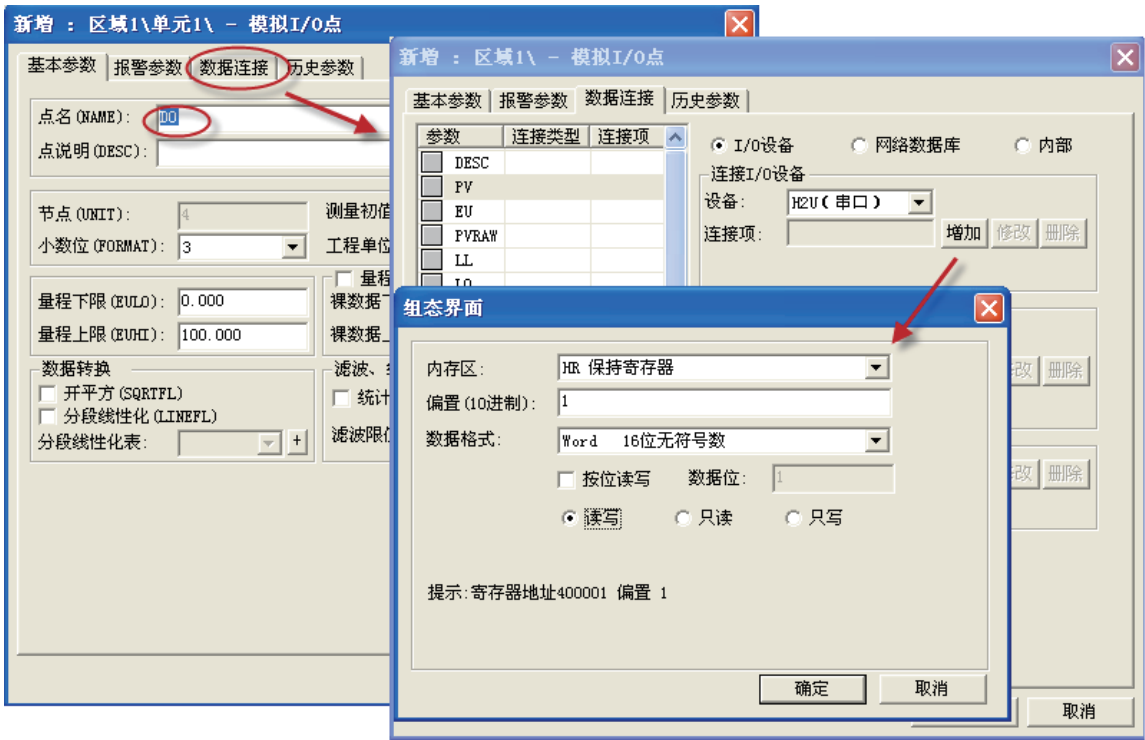 新增 : 区域1\单元1\ - 模拟I/O点
基本参数 报警参数 数据连接 历史参数
点名(NAME): D0
点说明(DESC):
节点(UNIT): 4
测量初值
小数位(FORMAT): 3
工程单位
量程下限(EULO): 0.000
量程上限(EUHI): 100.000
量程
裸数据
裸数据
数据转换
开平方(SQRTFL)
分段线性化(LINEFL)
分段线性化表: +
滤波、
统计
滤波限
新增 : 区域1\ - 模拟I/O点
基本参数 报警参数 数据连接 历史参数
参数 连接类型 连接项
DESC
PV
EU
PVRAW
LL
LO
I/O设备 网络数据库 内部
连接I/O设备
设备: H2U(串口)
连接项: 增加 修改 删除
改 删除
改 删除
取消
组态界面
内存区: HR 保持寄存器
偏置(10进制): 1
数据格式: Word 16位无符号数
按位读写 数据位: 1
读写 只读 只写
提示:寄存器地址400001 偏置 1
确定 取消